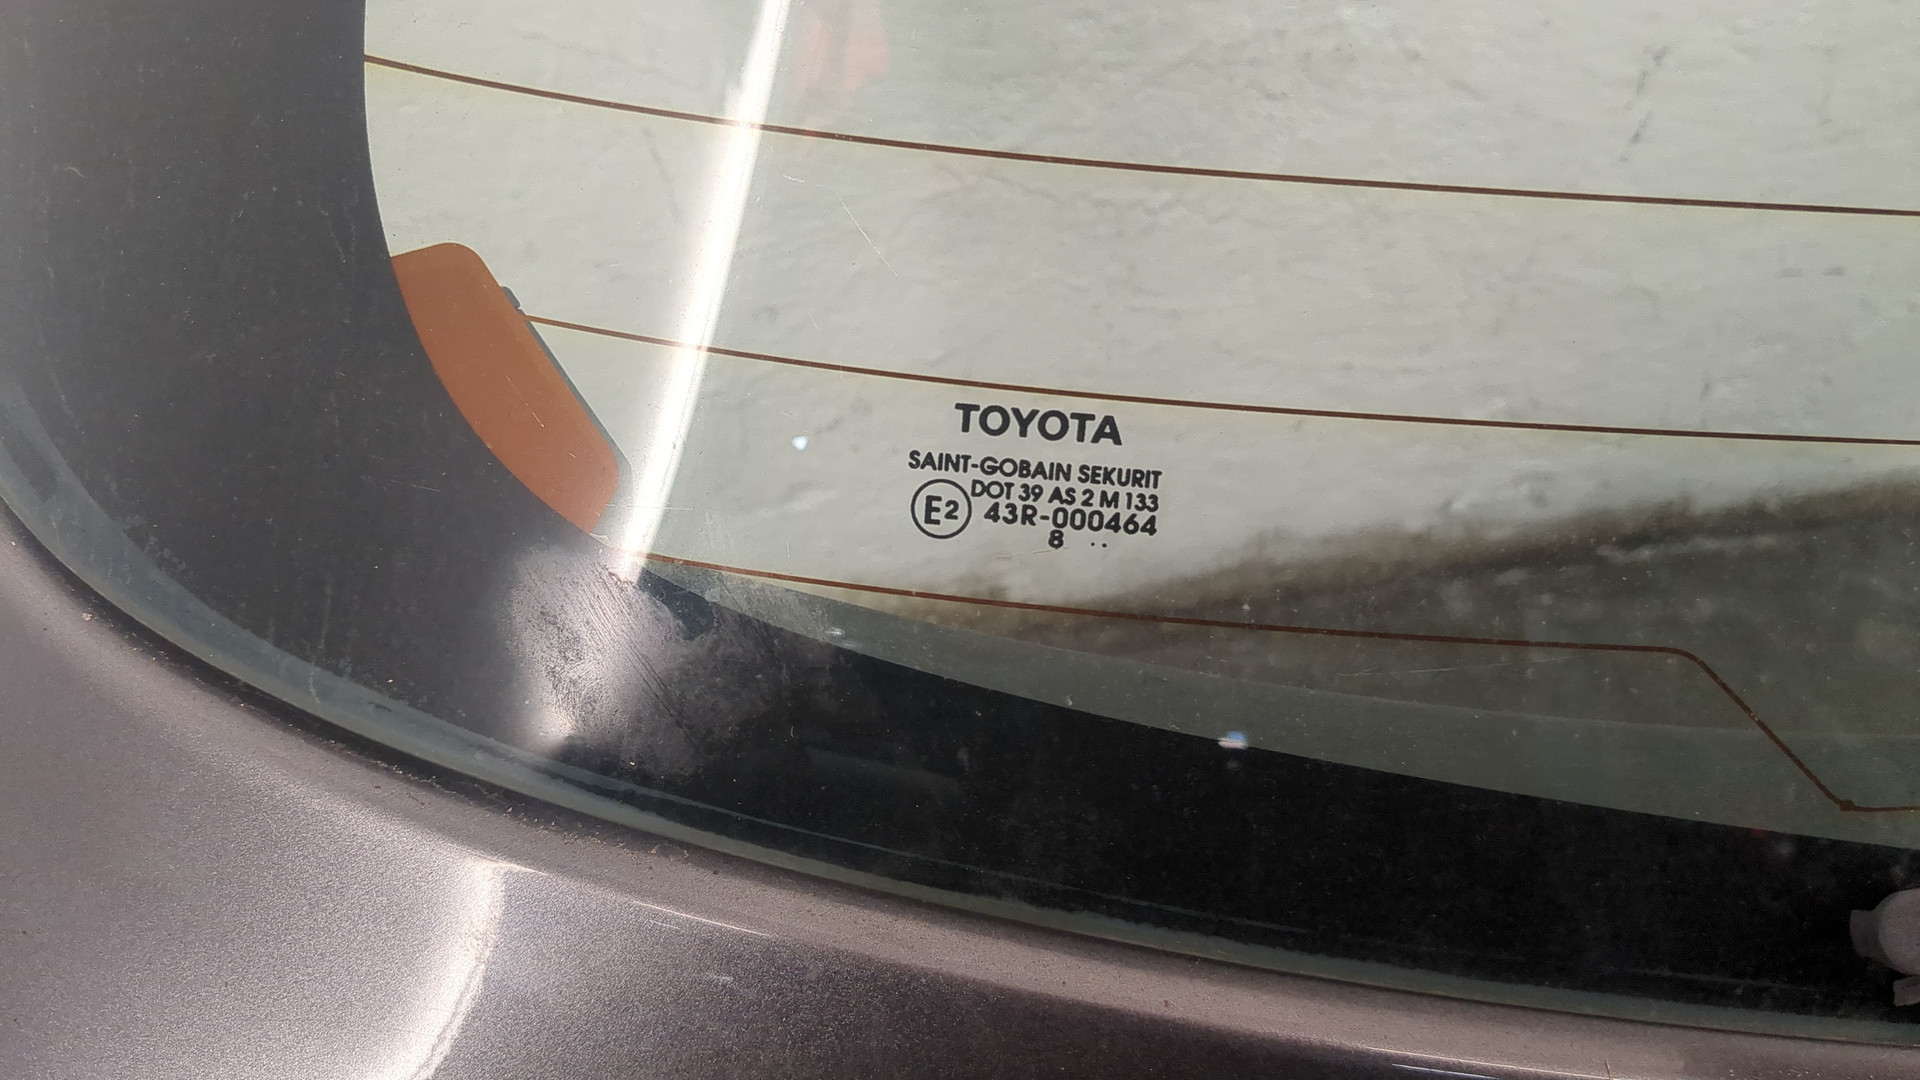 TOYOTA
SAINT-GOBAIN SEKURIT
DOT 39 AS 2 M 133
E2 43R-000464
8 ..